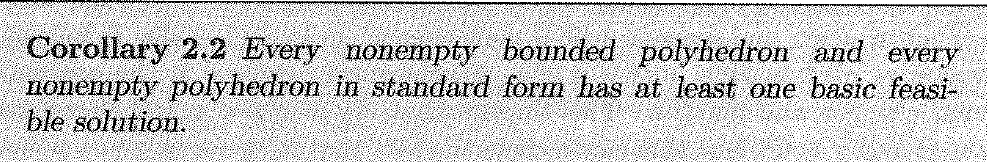 Corollary 2.2 Every nonempty bounded polyhedron and every
nonempty polyhedron in standard form has at least one basic feasi-
ble solution.